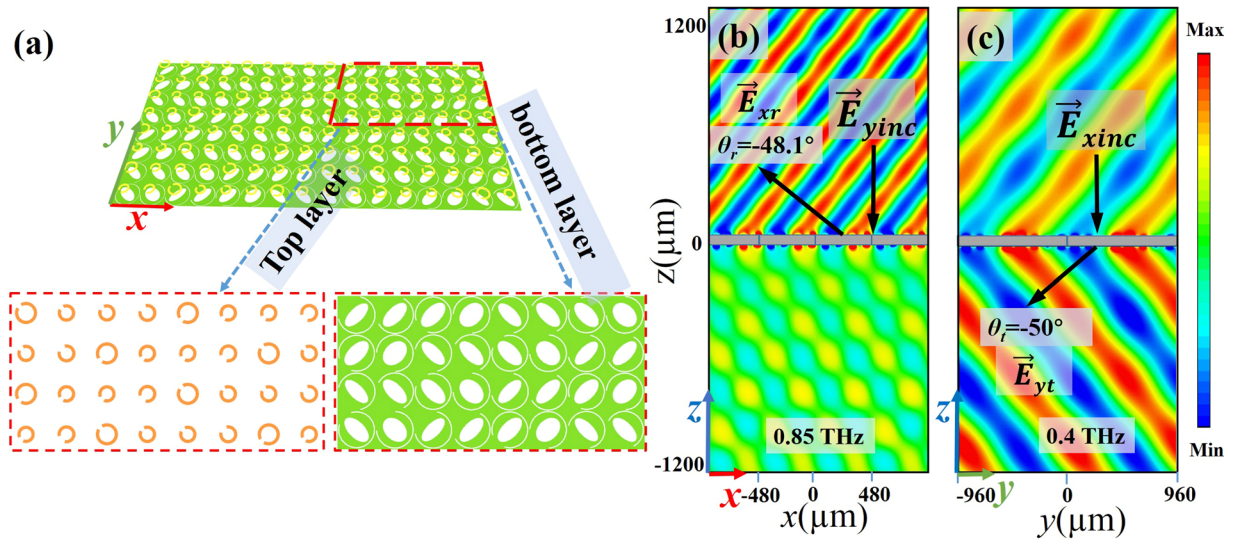 (a)
y
x
Top layer
bottom layer
1200
0
-1200
z(μm)
(b)
E⃗xr
θr=-48.1°
E⃗yinc
0.85 THz
z
x
-480
0
480
x(μm)
(c)
E⃗xinc
θt=-50°
E⃗yt
0.4 THz
z
y
-960
0
960
y(μm)
Max
Min